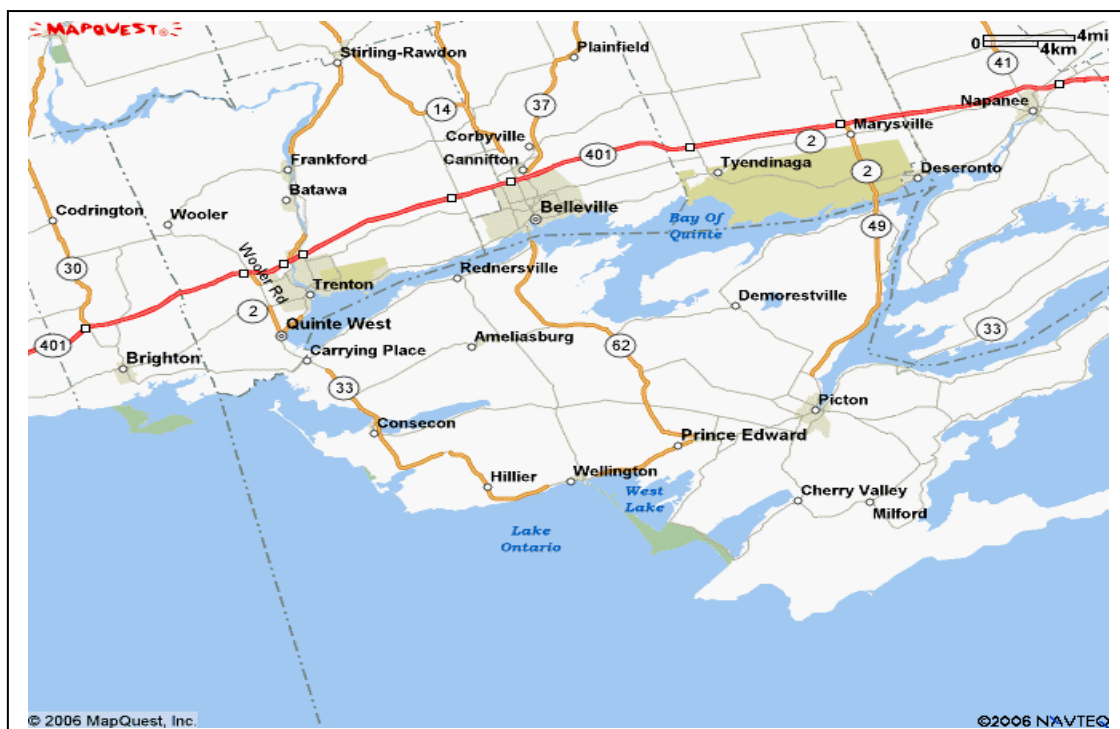 MAPQUEST
Stirling-Rawdon
Plainfield
0
4mi
4km
41
Napanee
14
37
Corbyville
Cannifton
401
2
Marysville
Frankford
Tyendinaga
Deseronto
2
Batawa
Codrington
Wooler
Belleville
Bay Of
Quinte
49
30
Wooler Rd
Rednersville
Trenton
Demorestville
2
Quinte West
33
401
Brighton
Carrying Place
Ameliasburg
62
33
Picton
Consecon
Prince Edward
Hillier
Wellington
West
Lake
Cherry Valley
Milford
Lake
Ontario
© 2006 MapQuest, Inc.
©2006 NAVTEQ